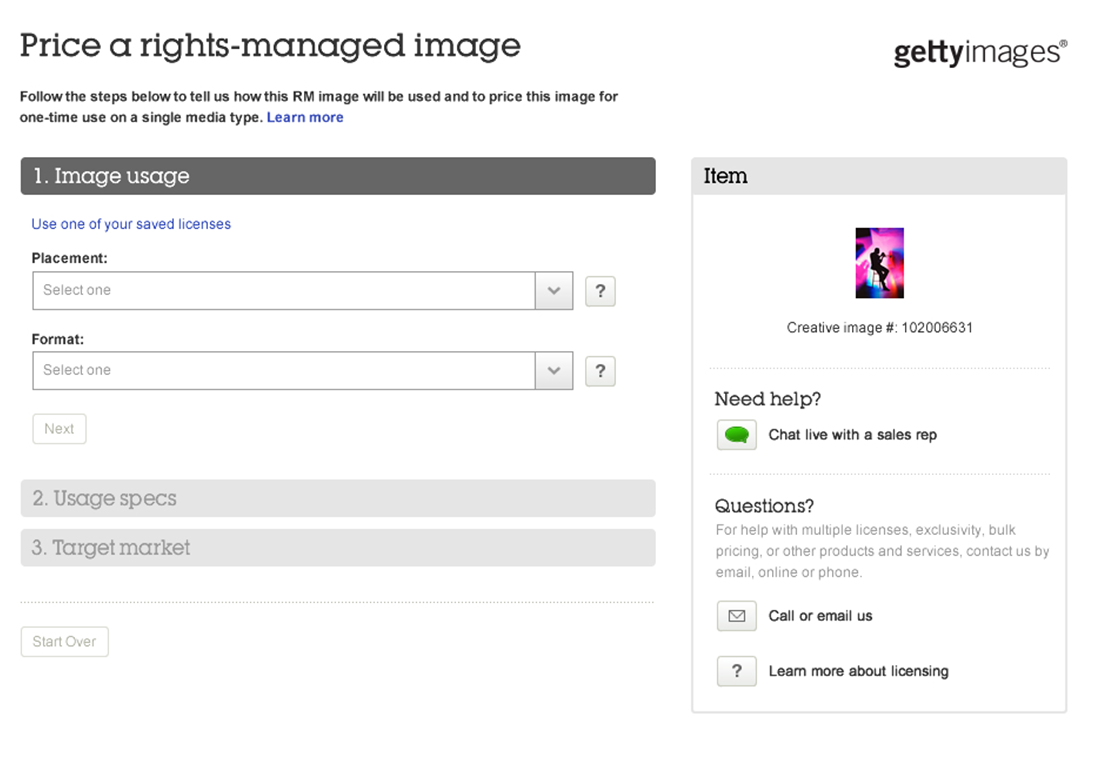 Price a rights-managed image
gettyimages®
Follow the steps below to tell us how this RM image will be used and to price this image for
one-time use on a single media type. Learn more
1. Image usage
Use one of your saved licenses
Placement:
Select one
?
Format:
Select one
?
Next
2. Usage specs
3. Target market
Start Over
Item
Creative image #: 102006631
Need help?
Chat live with a sales rep
Questions?
For help with multiple licenses, exclusivity, bulk
pricing, or other products and services, contact us by
email, online or phone.
Call or email us
? Learn more about licensing